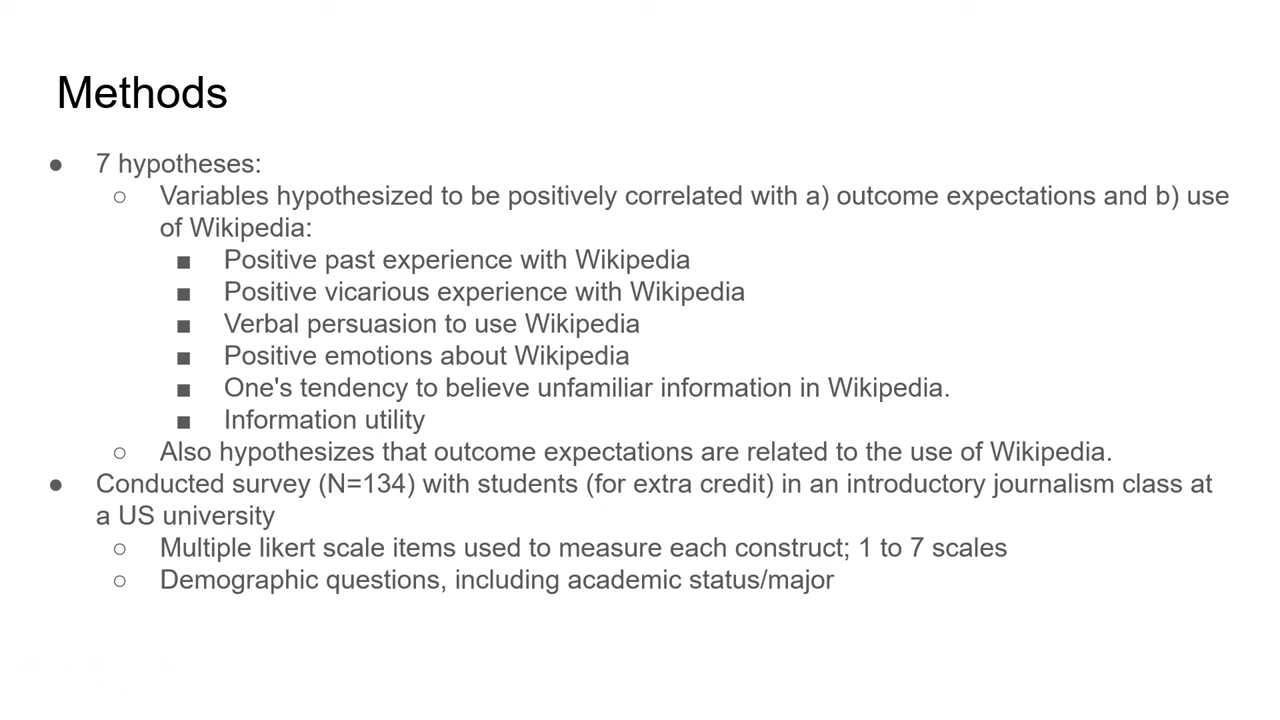 Methods
● 7 hypotheses:
○ Variables hypothesized to be positively correlated with a) outcome expectations and b) use
of Wikipedia:
■ Positive past experience with Wikipedia
■ Positive vicarious experience with Wikipedia
■ Verbal persuasion to use Wikipedia
■ Positive emotions about Wikipedia
■ One's tendency to believe unfamiliar information in Wikipedia.
■ Information utility
○ Also hypothesizes that outcome expectations are related to the use of Wikipedia.
● Conducted survey (N=134) with students (for extra credit) in an introductory journalism class at
a US university
○ Multiple likert scale items used to measure each construct; 1 to 7 scales
○ Demographic questions, including academic status/major